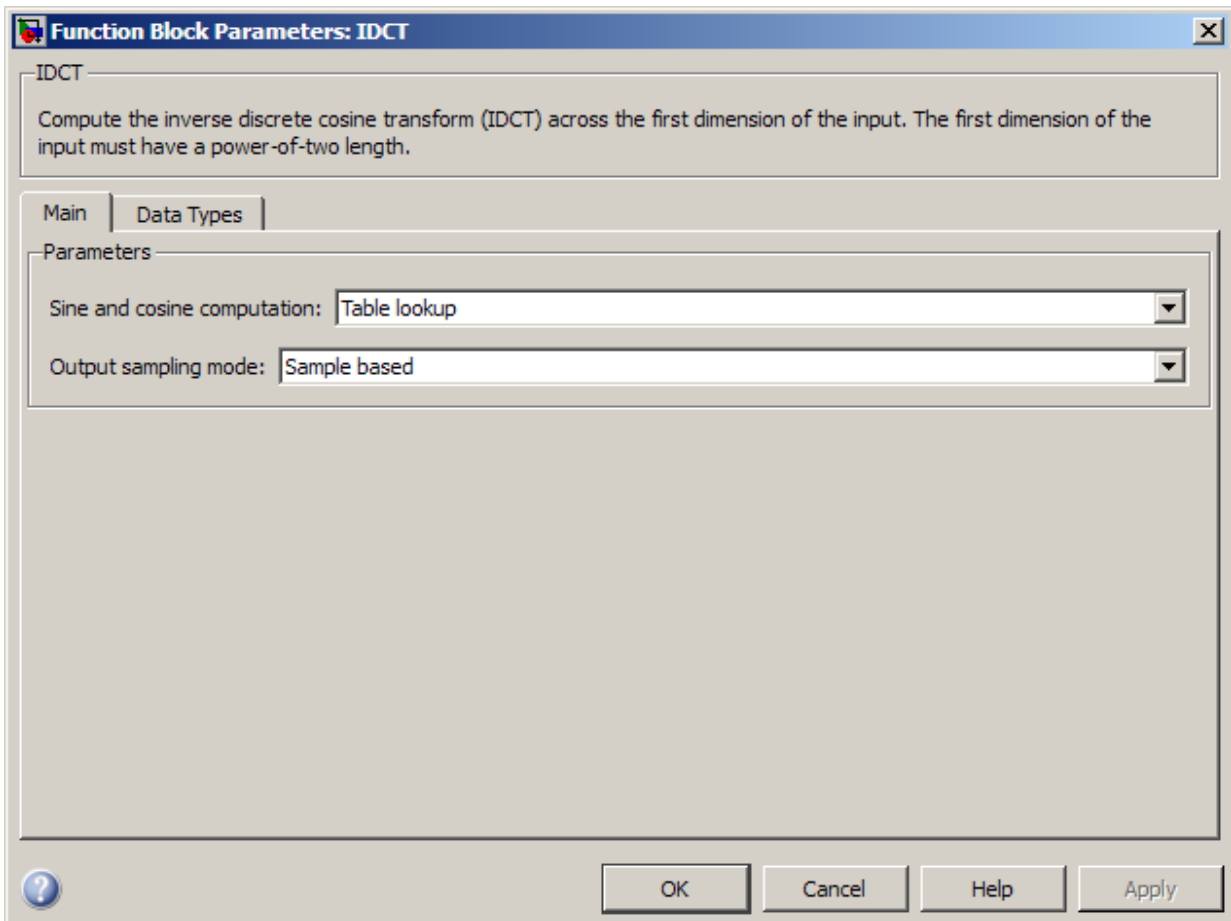 Function Block Parameters: IDCT
IDCT
Compute the inverse discrete cosine transform (IDCT) across the first dimension of the input. The first dimension of the
input must have a power-of-two length.
Main
Data Types
Parameters
Sine and cosine computation: Table lookup
Output sampling mode: Sample based
OK
Cancel
Help
Apply